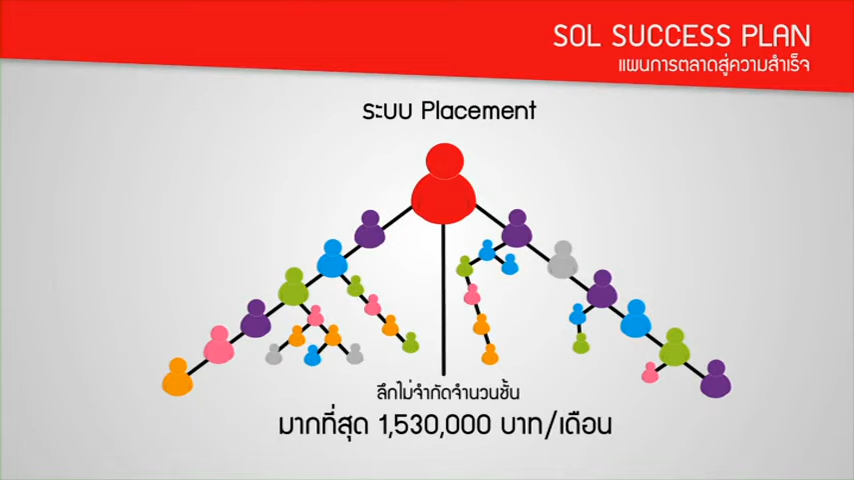 SOL SUCCESS PLAN
แผนการตลาดสู่ความสำเร็จ
ระบบ Placement
ลึกไม่จำกัดจำนวนชั้น
มากที่สุด 1,530,000 บาท/เดือน